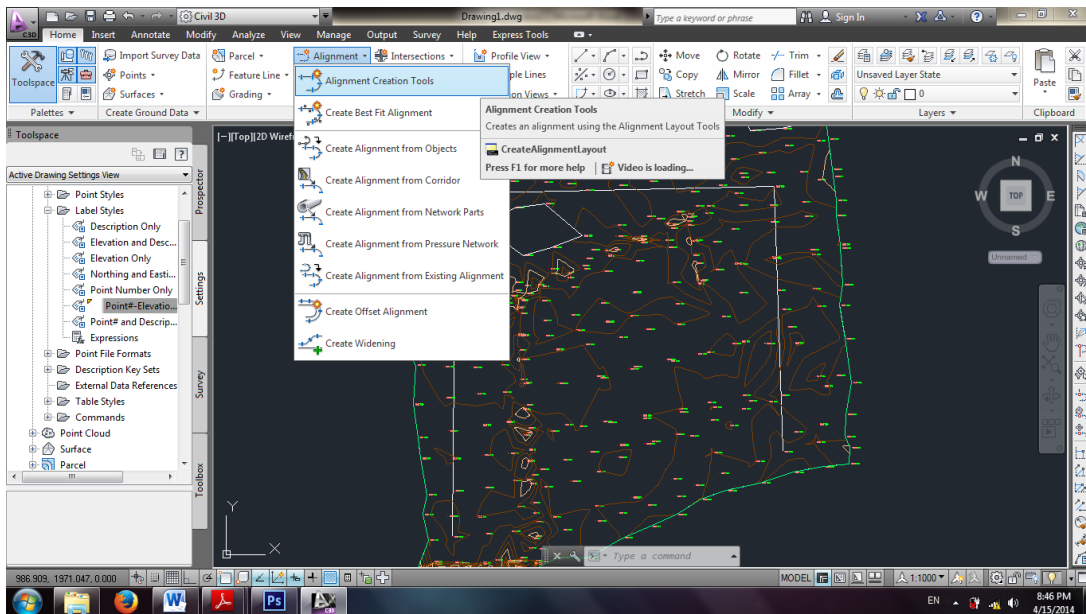 Civil 3D
Drawing1.dwg
Type a keyword or phrase
Sign In
C3D
Home Insert Annotate Modify Analyze View Manage Output Survey Help Express Tools
Toolspace
Import Survey Data
Points
Surfaces
Parcel
Feature Line
Grading
Alignment
Intersections
Profile View
ple Lines
on Views
Move
Rotate
Trim
Copy
Mirror
Fillet
Stretch
Scale
Array
Unsaved Layer State
0
Paste
Palettes
Create Ground Data
Modify
Layers
Clipboard
Alignment Creation Tools
Create Best Fit Alignment
Create Alignment from Objects
Create Alignment from Corridor
Create Alignment from Network Parts
Create Alignment from Pressure Network
Create Alignment from Existing Alignment
Create Offset Alignment
Create Widening
Alignment Creation Tools
Creates an alignment using the Alignment Layout Tools
CreateAlignmentLayout
Press F1 for more help
Video is loading...
Toolspace
Active Drawing Settings View
Point Styles
Label Styles
Description Only
Elevation and Desc...
Elevation Only
Northing and Easti...
Point Number Only
Point#-Elevatio...
Point# and Descrip...
Expressions
Point File Formats
Description Key Sets
External Data References
Table Styles
Commands
Point Cloud
Surface
Parcel
Prospector
Settings
Survey
Toolbox
[−][Top][2D Wirefr
N
W
TOP
E
S
Unnamed
Y
X
Type a command
986.909, 1971.047, 0.000
MODEL
1:1000
W
Ps
C3D
EN
8:46 PM
4/15/2014